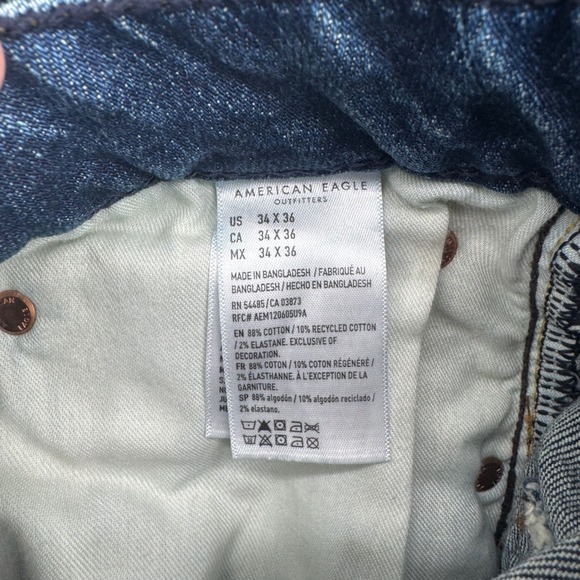 AMERICAN EAGLE
OUTFITTERS
US 34 X 36
CA 34 X 36
MX 34 X 36
MADE IN BANGLADESH / FABRIQUÉ AU
BANGLADESH / HECHO EN BANGLADESH
RN 54485 / CA 03873
RFC# AEM120605U9A
EN 88% COTTON / 10% RECYCLED COTTON
/ 2% ELASTANE. EXCLUSIVE OF
DECORATION.
FR 88% COTON / 10% COTON RÉGÉNÉRÉ /
2% ÉLASTHANNE. À L'EXCEPTION DE LA
GARNITURE.
SP 88% algodón / 10% algodón reciclado /
2% elastano.